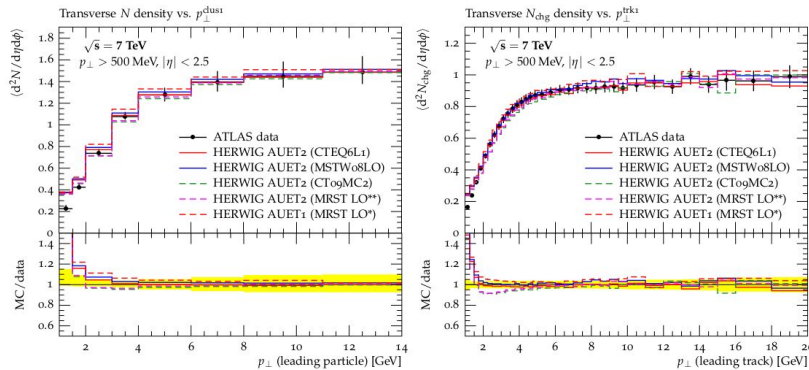 Transverse N density vs. p⊥^clus1
⟨d²N/dηdϕ⟩
1.8
1.6
1.4
1.2
1.0
0.8
0.6
0.4
0.2
0
√s = 7 TeV
p⊥ > 500 MeV, |η| < 2.5
ATLAS data
HERWIG AUET2 (CTEQ6L1)
HERWIG AUET2 (MSTW08LO)
HERWIG AUET2 (CT09MC2)
HERWIG AUET2 (MRST LO**)
HERWIG AUET1 (MRST LO*)
MC/data
1.4
1.2
1
0.8
0.6
2 4 6 8 10 12 14
p⊥ (leading particle) [GeV]
Transverse Nchg density vs. p⊥^trk1
⟨d²Nchg/dηdϕ⟩
1.2
1.0
0.8
0.6
0.4
0.2
0
√s = 7 TeV
p⊥ > 500 MeV, |η| < 2.5
ATLAS data
HERWIG AUET2 (CTEQ6L1)
HERWIG AUET2 (MSTW08LO)
HERWIG AUET2 (CT09MC2)
HERWIG AUET2 (MRST LO**)
HERWIG AUET1 (MRST LO*)
MC/data
1.4
1.2
1
0.8
0.6
2 4 6 8 10 12 14 16 18 20
p⊥ (leading track) [GeV]